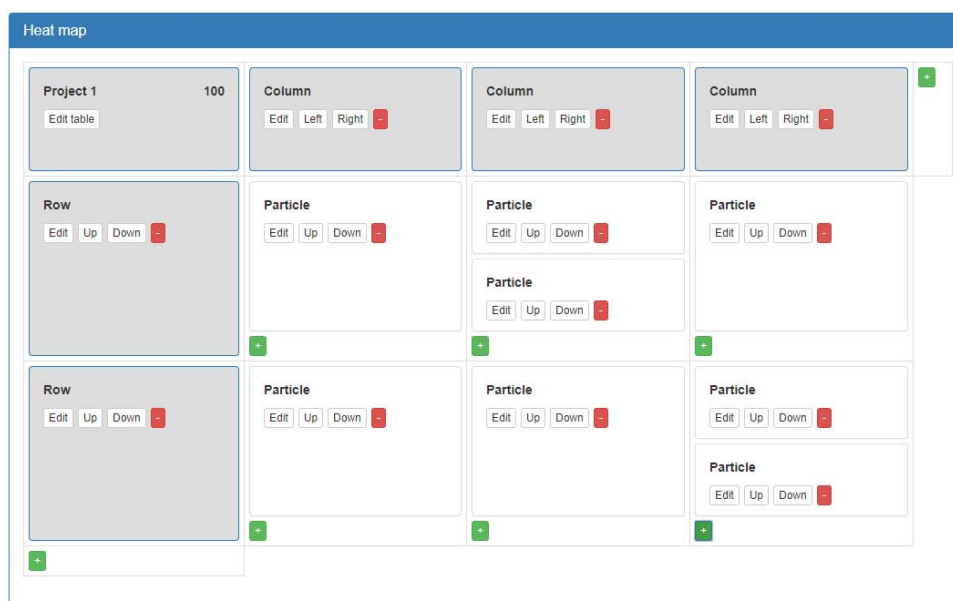 Heat map
Project 1 100 Column Column Column +
Edit table Edit Left Right - Edit Left Right - Edit Left Right -
Row Particle Particle Particle
Edit Up Down - Edit Up Down - Edit Up Down - Edit Up Down -
Particle
Edit Up Down -
+ + +
Row Particle Particle Particle
Edit Up Down - Edit Up Down - Edit Up Down - Edit Up Down -
Particle
Edit Up Down -
+ + +
+